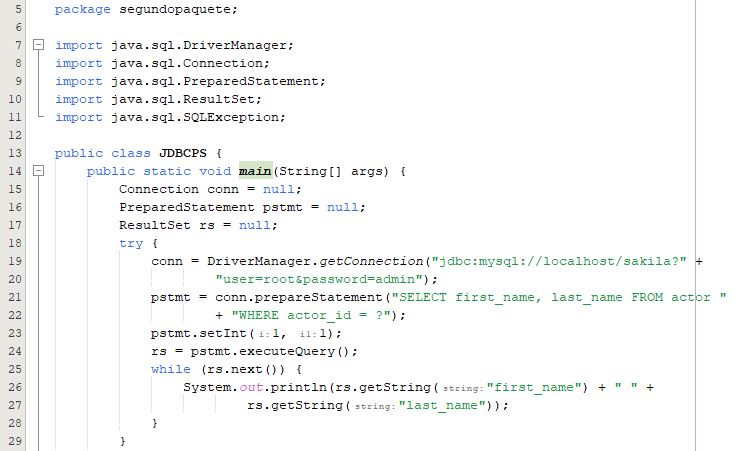 5 package segundopaquete;
6
7 import java.sql.DriverManager;
8 import java.sql.Connection;
9 import java.sql.PreparedStatement;
10 import java.sql.ResultSet;
11 import java.sql.SQLException;
12
13 public class JDBCPS {
14 public static void main(String[] args) {
15 Connection conn = null;
16 PreparedStatement pstmt = null;
17 ResultSet rs = null;
18 try {
19 conn = DriverManager.getConnection("jdbc:mysql://localhost/sakila?" +
20 "user=root&password=admin");
21 pstmt = conn.prepareStatement("SELECT first_name, last_name FROM actor "
22 + "WHERE actor_id = ?");
23 pstmt.setInt(i:1, i1:1);
24 rs = pstmt.executeQuery();
25 while (rs.next()) {
26 System.out.println(rs.getString(string:"first_name") + " " +
27 rs.getString(string:"last_name"));
28 }
29 }